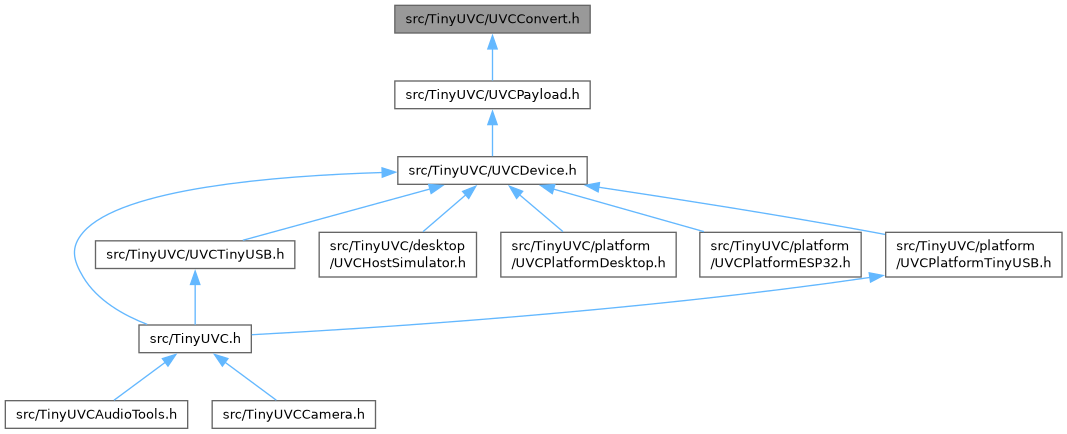 src/TinyUVC/UVCConvert.h
src/TinyUVC/UVCPayload.h
src/TinyUVC/UVCDevice.h
src/TinyUVC/UVCTinyUSB.h
src/TinyUVC/desktop
/UVCHostSimulator.h
src/TinyUVC/platform
/UVCPlatformDesktop.h
src/TinyUVC/platform
/UVCPlatformESP32.h
src/TinyUVC/platform
/UVCPlatformTinyUSB.h
src/TinyUVC.h
src/TinyUVCAudioTools.h
src/TinyUVCCamera.h